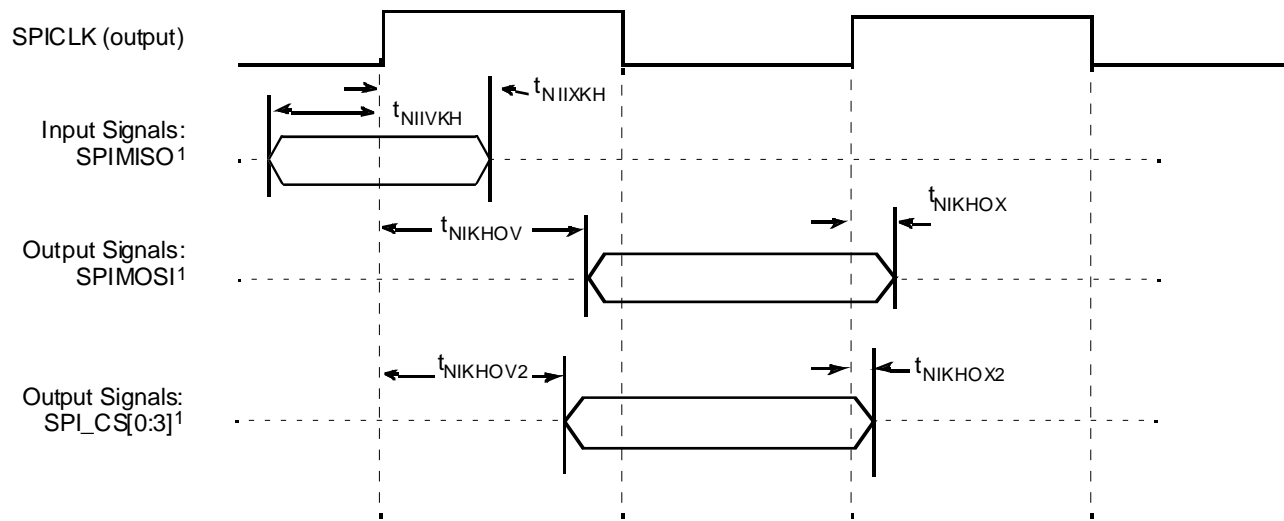 SPICLK (output)
tNIIXKH
tNIIVKH
Input Signals:
SPIMISO1
tNIKHOX
tNIKHOV
Output Signals:
SPIMOSI1
tNIKHOV2
tNIKHOX2
Output Signals:
SPI_CS[0:3]1